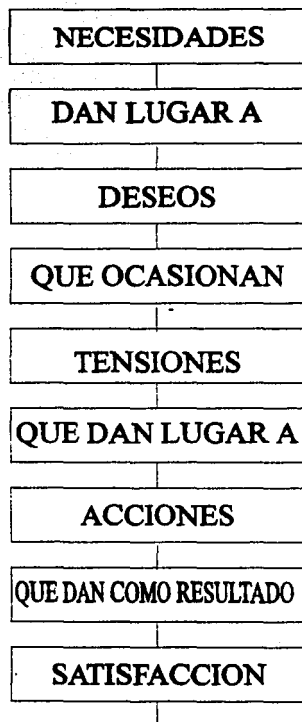 NECESIDADES
DAN LUGAR A
DESEOS
QUE OCASIONAN
TENSIONES
QUE DAN LUGAR A
ACCIONES
QUE DAN COMO RESULTADO
SATISFACCION